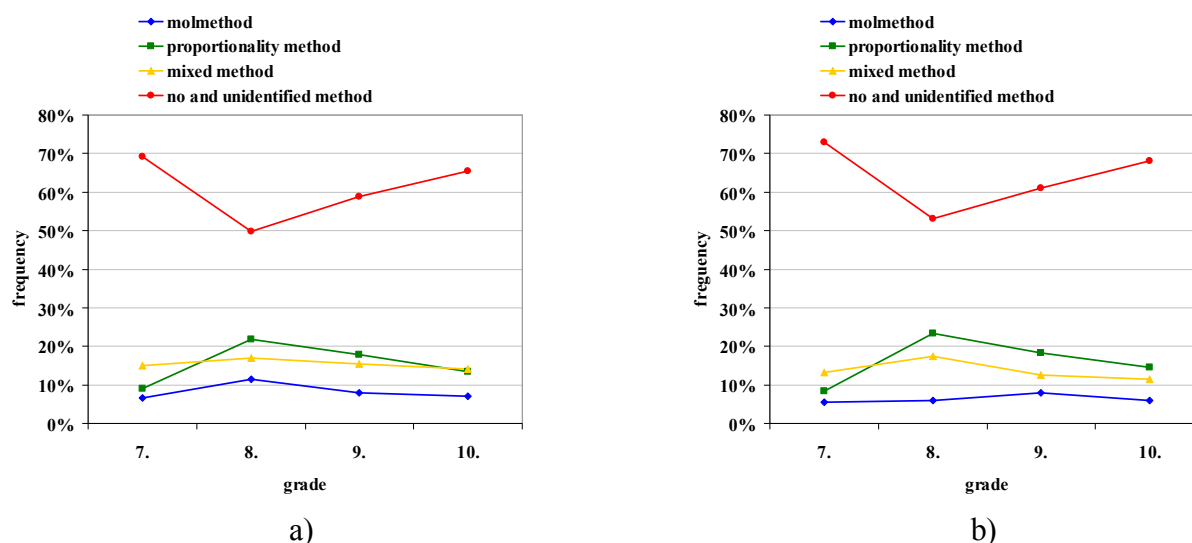 molmethod
proportionality method
mixed method
no and unidentified method
80%
70%
60%
50%
40%
30%
20%
10%
0%
frequency
7. 8. 9. 10.
grade
a)
molmethod
proportionality method
mixed method
no and unidentified method
80%
70%
60%
50%
40%
30%
20%
10%
0%
freguency
7. 8. 9. 10.
grade
b)